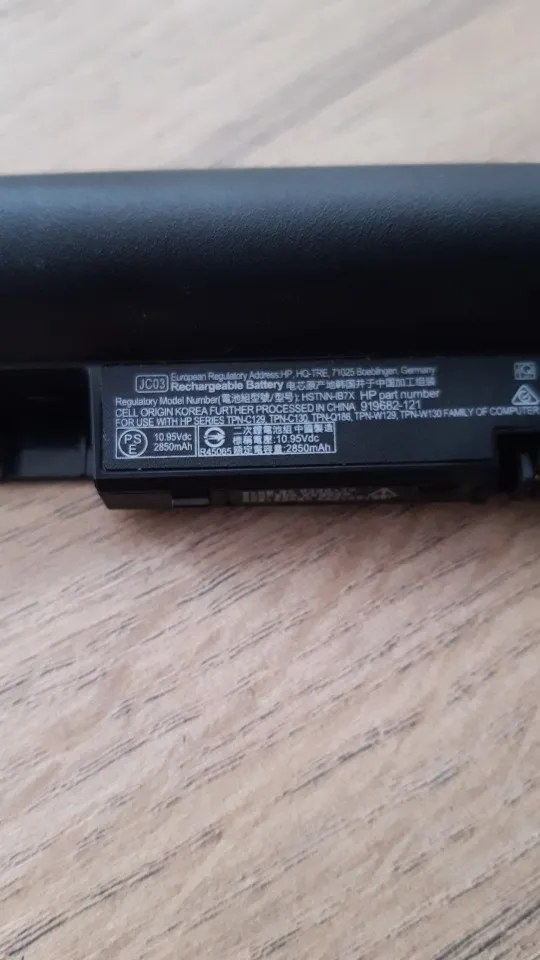 JC03
European Regulatory Address:HP, HQ-TRE, 71025 Boeblingen, Germany
Rechargeable Battery 电芯原产地韩国并于中国加工组装
Regulatory Model Number(電池組型號/型号): HSTNN-IB7X HP part number
CELL ORIGIN KOREA FURTHER PROCESSED IN CHINA 919682-121
FOR USE WITH HP SERIES TPN-C129, TPN-C130, TPN-Q186, TPN-W129, TPN-W130 FAMILY OF COMPUTER
PS
E
10.95Vdc
2850mAh
R45065
二次鋰電池組 中國製
標稱電壓:10.95Vdc
額定電容量:2850mAh